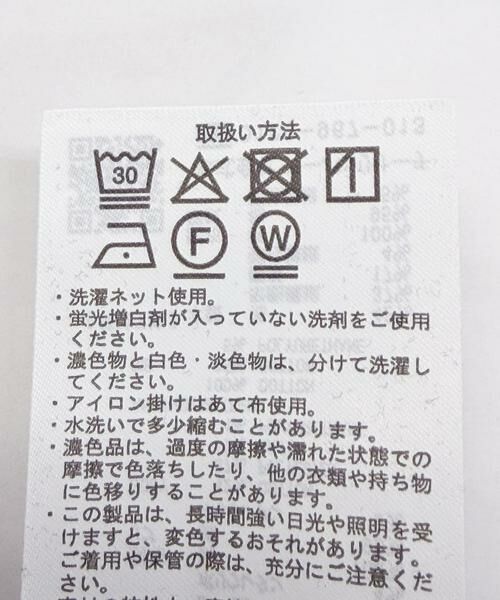 取扱い方法
30
F W
・洗濯ネット使用。
・蛍光増白剤が入っていない洗剤をご使用
ください。
・濃色物と白色・淡色物は、分けて洗濯し
てください。
・アイロン掛けはあて布使用。
・水洗いで多少縮むことがあります。
・濃色品は、過度の摩擦や濡れた状態での
摩擦で色落ちしたり、他の衣類や持ち物
に色移りすることがあります。
・この製品は、長時間強い日光や照明を受
けますと、変色するおそれがあります。
ご着用や保管の際は、充分にご注意くだ
さい。